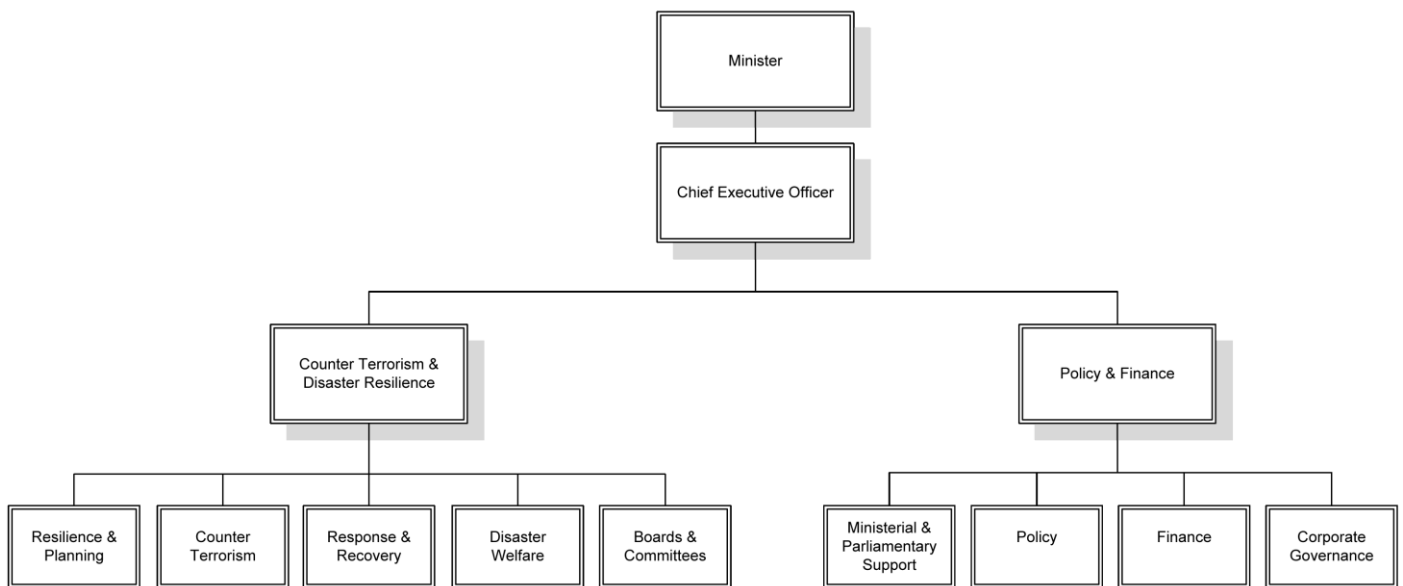 Minister
Chief Executive Officer
Counter Terrorism &
Disaster Resilience
Policy & Finance
Resilience &
Planning
Counter
Terrorism
Response &
Recovery
Disaster
Welfare
Boards &
Committees
Ministerial &
Parliamentary
Support
Policy
Finance
Corporate
Governance